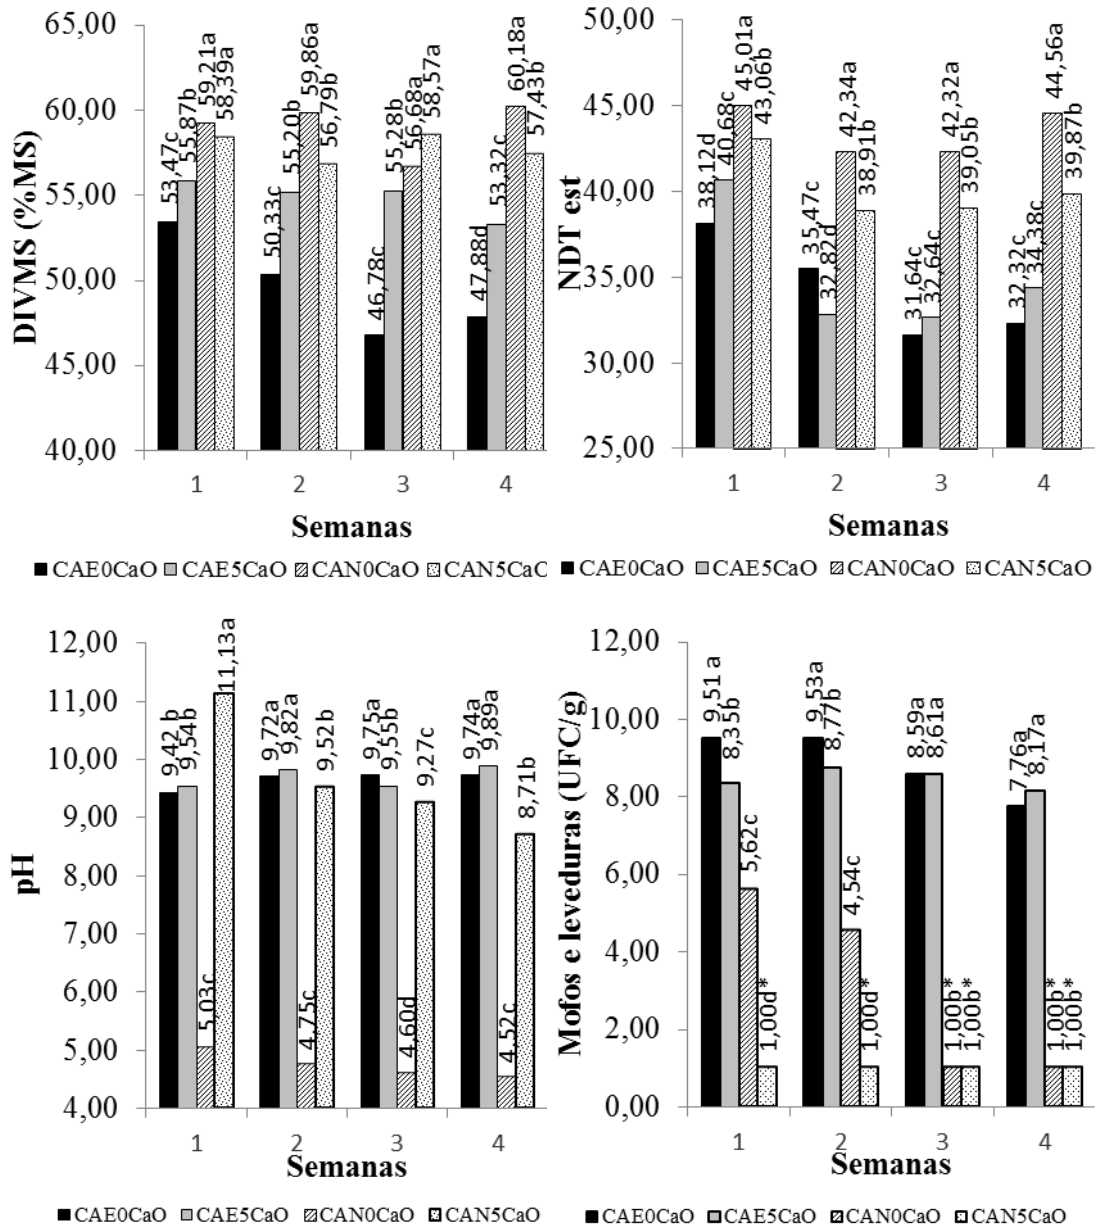 DIVMS (%MS)
65,00
60,00
55,00
50,00
45,00
40,00
53,47c
55,87b
59,21a
58,39a
50,33c
55,20b
59,86a
56,79b
46,78c
55,28b
56,68a
58,57a
47,88d
53,32c
60,18a
57,43b
1 2 3 4
Semanas
CAE0CaO CAE5CaO CAN0CaO CAN5CaO
NDT est
50,00
45,00
40,00
35,00
30,00
25,00
38,12d
40,68c
45,01a
43,06b
35,47c
32,82d
42,34a
38,91b
31,64c
32,64c
42,32a
39,05b
32,32c
34,38c
44,56a
39,87b
1 2 3 4
Semanas
CAE0CaO CAE5CaO CAN0CaO CAN5CaO
pH
12,00
11,00
10,00
9,00
8,00
7,00
6,00
5,00
4,00
9,42 b
9,54b
5,03c
11,13a
9,72a
9,82a
4,75c
9,52b
9,75a
9,55b
4,60d
9,27c
9,74a
9,89a
4,52c
8,71b
1 2 3 4
Semanas
CAE0CaO CAE5CaO CAN0CaO CAN5CaO
Mofos e leveduras (UFC/g)
12,00
10,00
8,00
6,00
4,00
2,00
0,00
9,51 a
8,35b
5,62c
1,00d*
9,53a
8,77b
4,54c
1,00d*
8,59a
8,61a
1,00b*
1,00b*
7,76a
8,17a
1,00b*
1,00b*
1 2 3 4
Semanas
CAE0CaO CAE5CaO CAN0CaO CAN5CaO